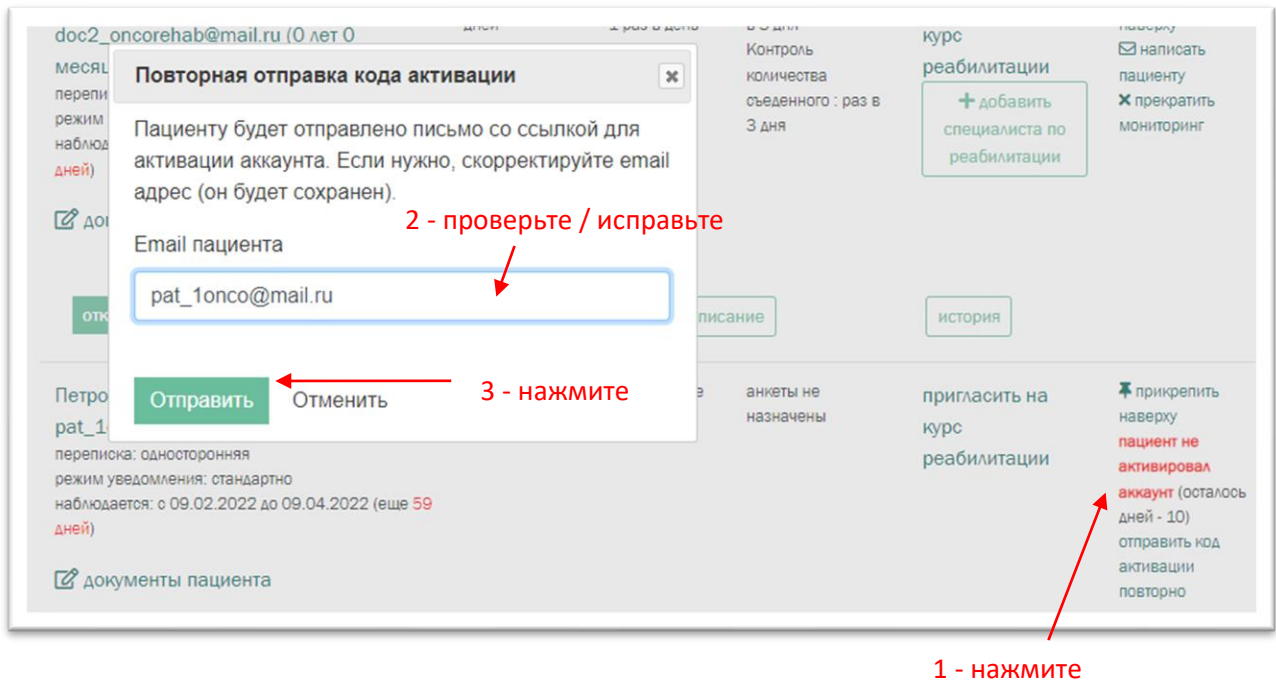 doc2_oncorehab@mail.ru (0 лет 0
дней
1 раз в день
в 3 дня
Контроль
количества
съеденного : раз в
3 дня
курс
реабилитации
+ добавить
специалиста по
реабилитации
наверху
написать
пациенту
прекратить
мониторинг
режим
дней)
Повторная отправка кода активации
Пациенту будет отправлено письмо со ссылкой для
активации аккаунта. Если нужно, скорректируйте email
адрес (он будет сохранен).
2 - проверьте / исправьте
Email пациента
pat_1onco@mail.ru
история
Отправить
Отменить
3 - нажмите
переписка: односторонняя
режим уведомления: стандартно
наблюдается: с 09.02.2022 до 09.04.2022 (еще 59
дней)
документы пациента
анкеты не
назначены
пригласить на
курс
реабилитации
прикрепить
наверху
пациент не
активировал
аккаунт (осталось
дней - 10)
отправить код
активации
повторно
1 - нажмите